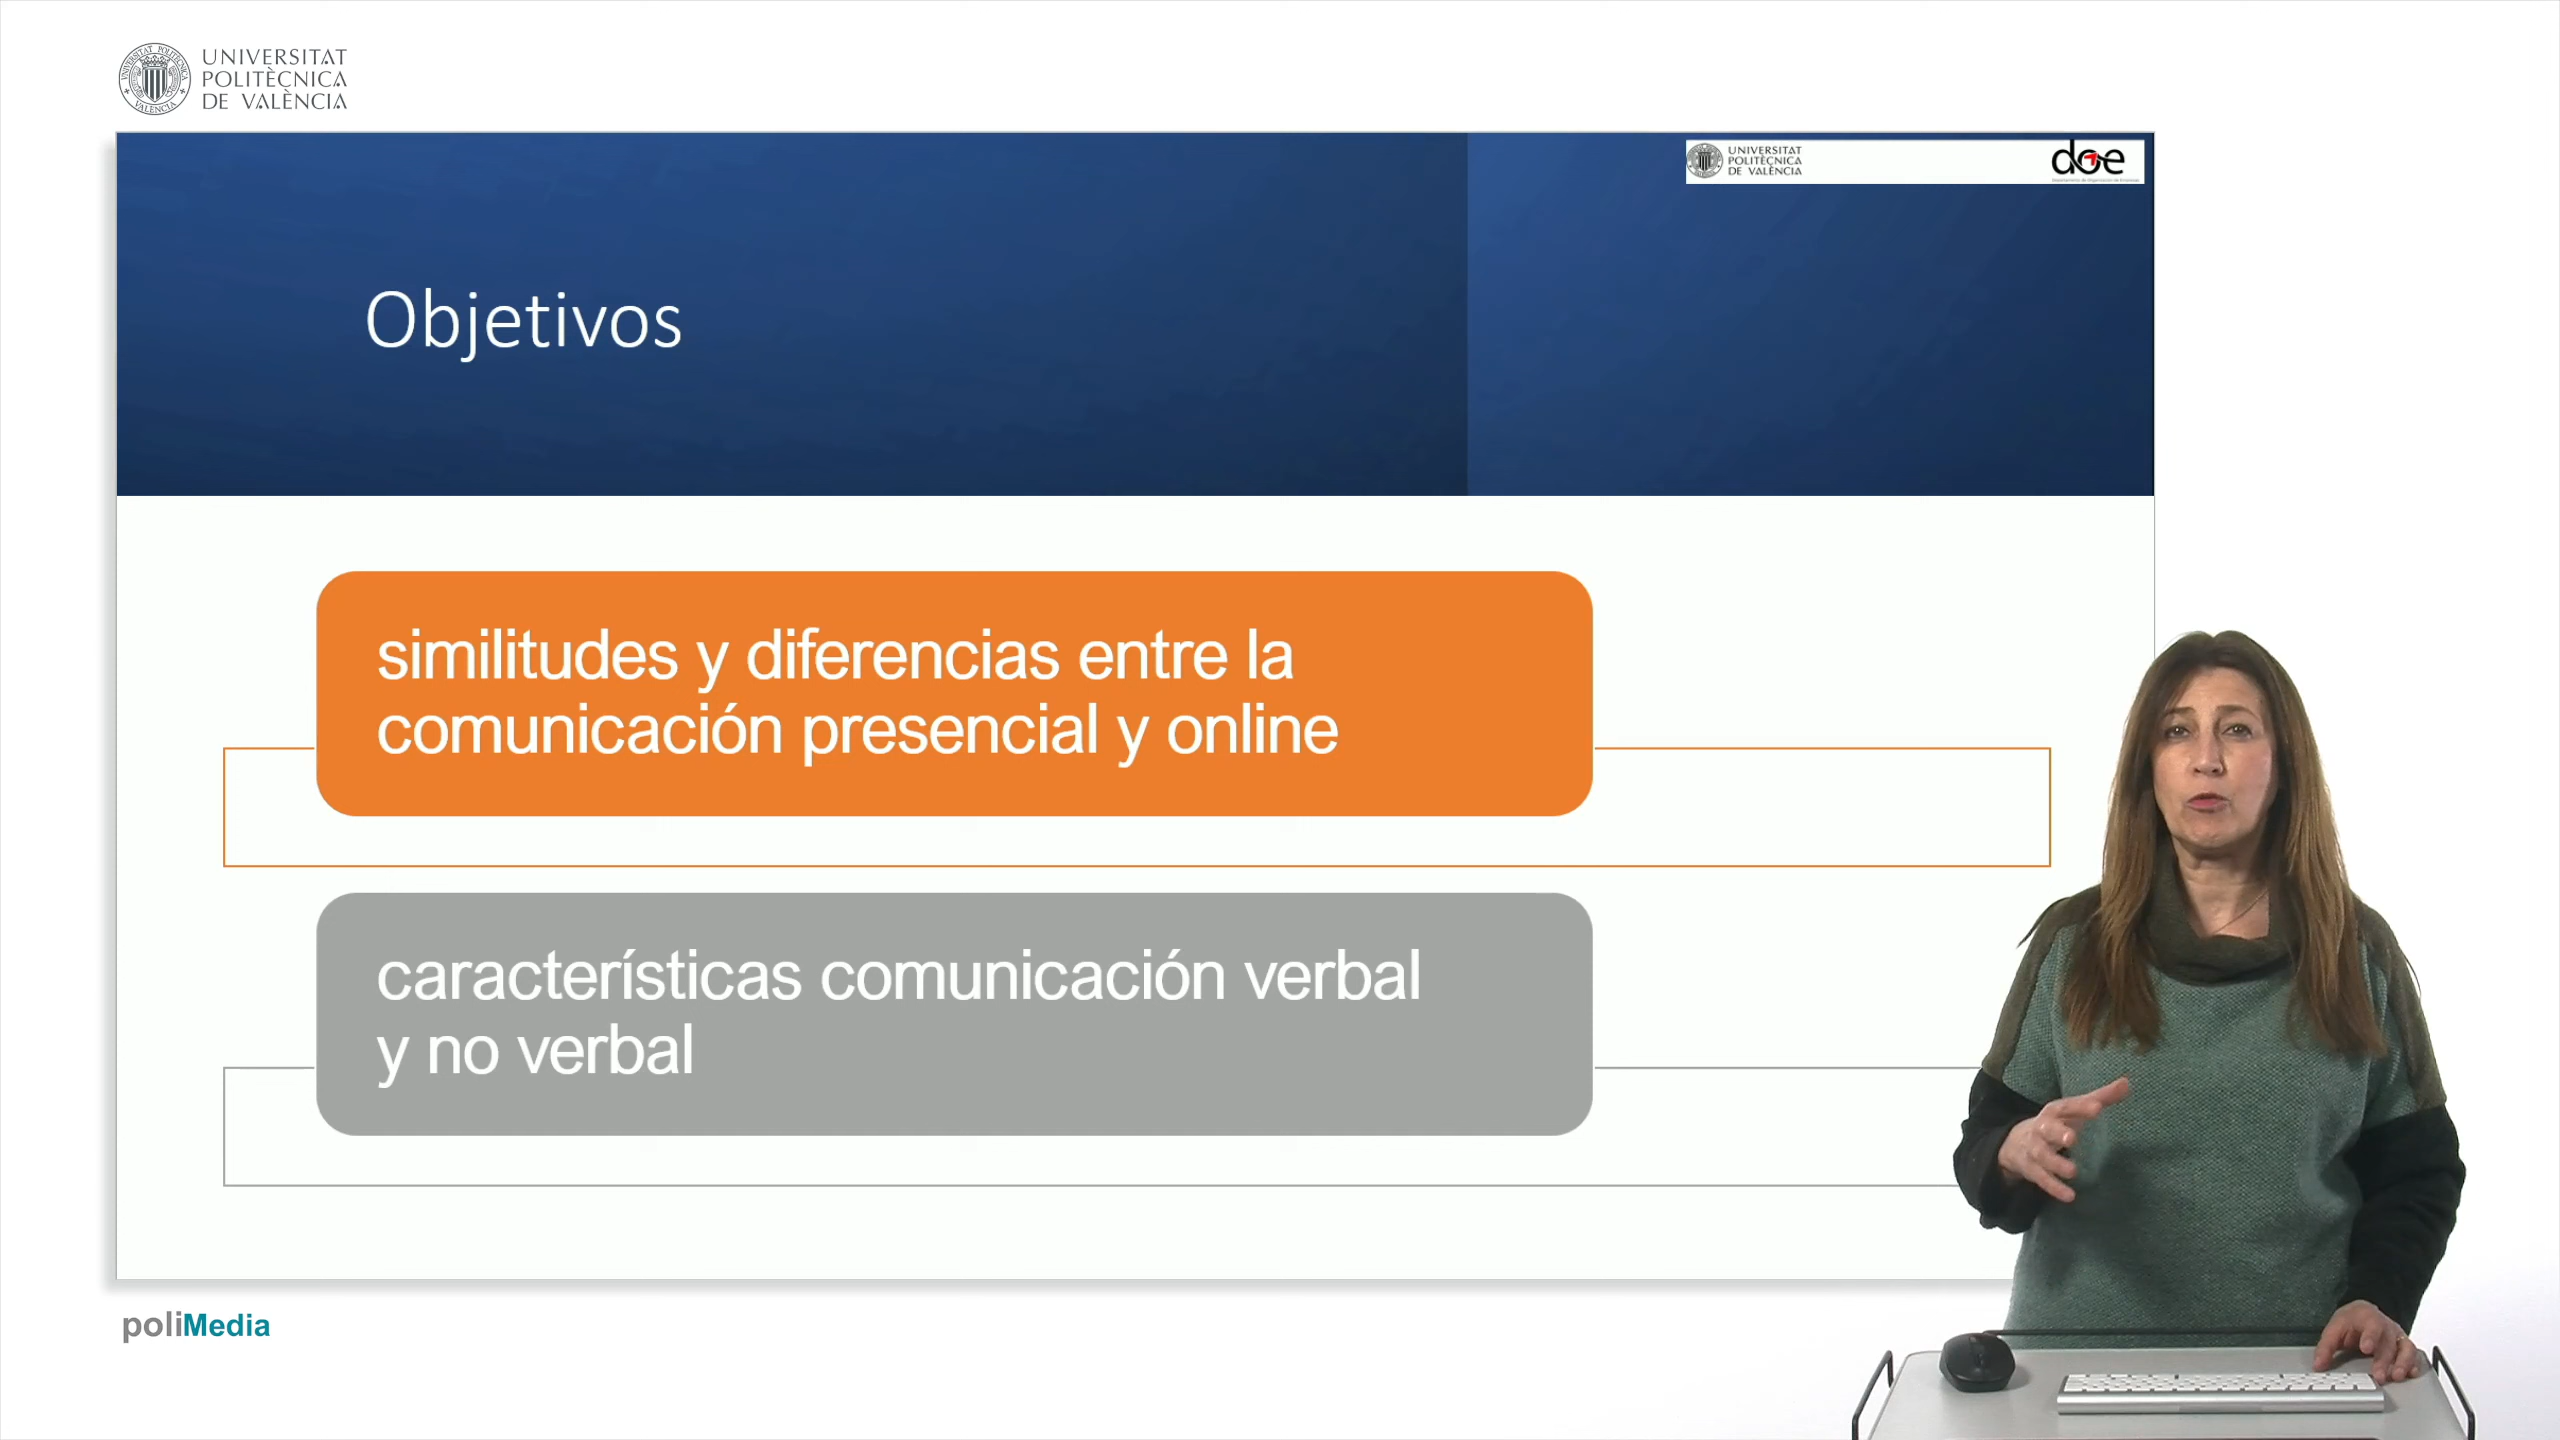 UNIVERSITAT
POLITÈCNICA
DE VALÈNCIA
UNIVERSITAT
POLITÈCNICA
DE VALÈNCIA
doe
Objetivos
similitudes y diferencias entre la
comunicación presencial y online
características comunicación verbal
y no verbal
poliMedia